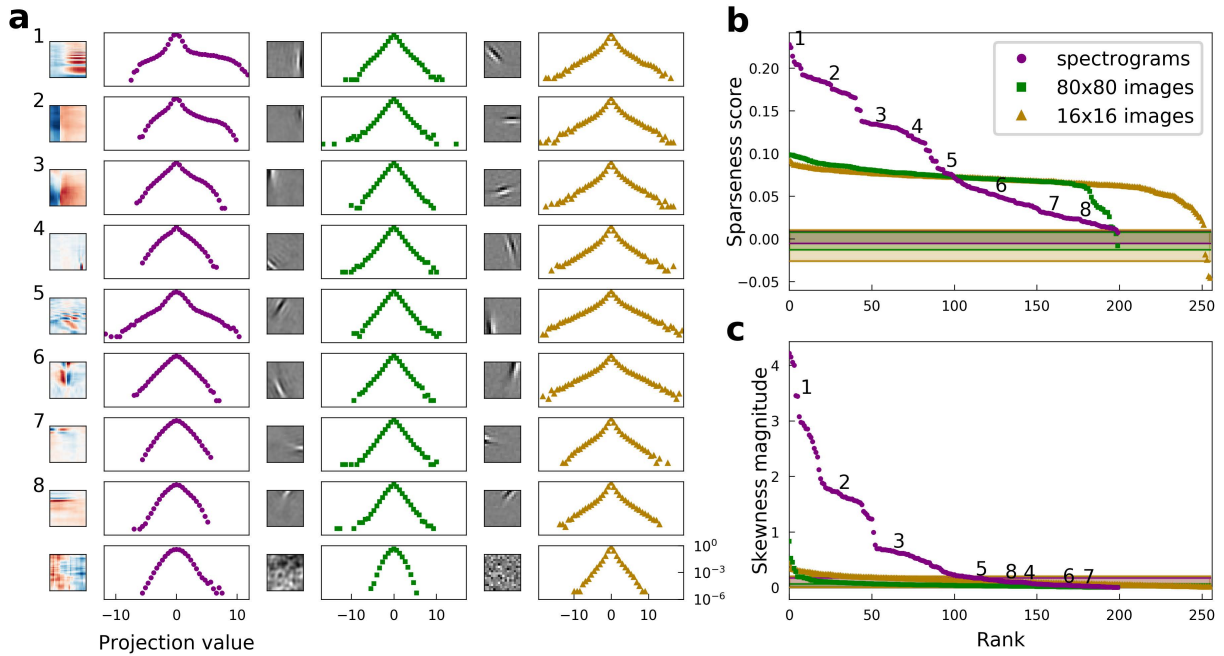 a
1
2
3
4
5
6
7
8
10^0
10^-3
10^-6
−10 0 10
−10 0 10
−10 0 10
Projection value
b
Sparseness score
0.20
0.15
0.10
0.05
0.00
−0.05
1
2
3
4
5
6
7
8
spectrograms
80x80 images
16x16 images
0 50 100 150 200 250
c
Skewness magnitude
4
3
2
1
0
1
2
3
5
8 4
6
7
0 50 100 150 200 250
Rank